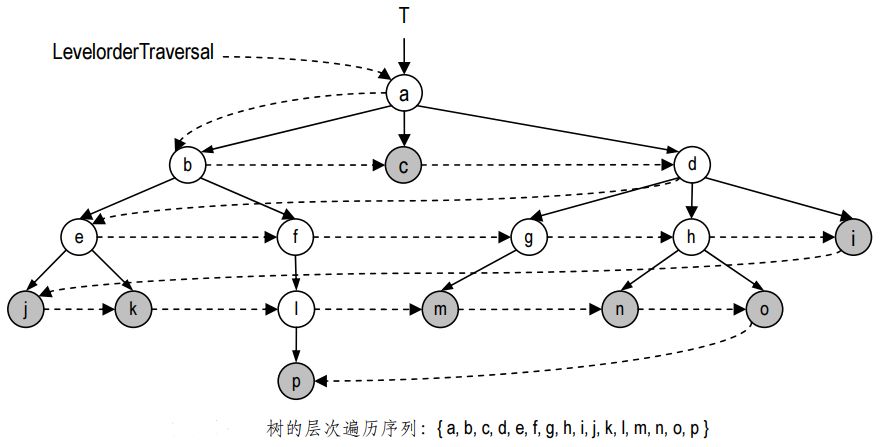 T
LevelorderTraversal
a
b
c
d
e
f
g
h
i
j
k
l
m
n
o
p
树的层次遍历序列：{ a, b, c, d, e, f, g, h, i, j, k, l, m, n, o, p }